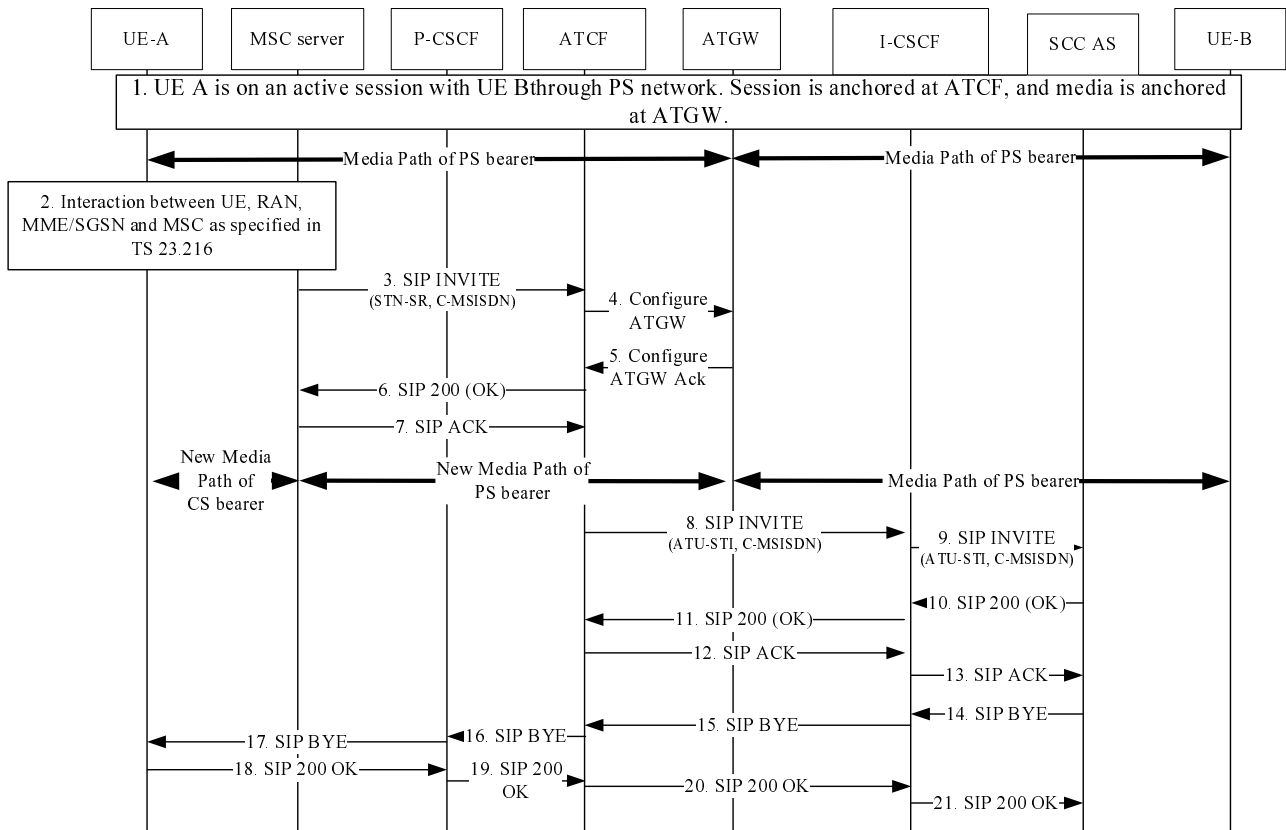 UE-A
MSC server
P-CSCF
ATCF
ATGW
I-CSCF
SCC AS
UE-B
1. UE A is on an active session with UE Bthrough PS network. Session is anchored at ATCF, and media is anchored
at ATGW.
Media Path of PS bearer
Media Path of PS bearer
2. Interaction between UE, RAN,
MME/SGSN and MSC as specified in
TS 23.216
3. SIP INVITE
(STN-SR, C-MSISDN)
4. Configure
ATGW
5. Configure
ATGW Ack
6. SIP 200 (OK)
7. SIP ACK
New Media
Path of
CS bearer
New Media Path of
PS bearer
Media Path of PS bearer
8. SIP INVITE
(ATU-STI, C-MSISDN)
9. SIP INVITE
(ATU-STI, C-MSISDN)
10. SIP 200 (OK)
11. SIP 200 (OK)
12. SIP ACK
13. SIP ACK
14. SIP BYE
15. SIP BYE
16. SIP BYE
17. SIP BYE
18. SIP 200 OK
19. SIP 200
OK
20. SIP 200 OK
21. SIP 200 OK